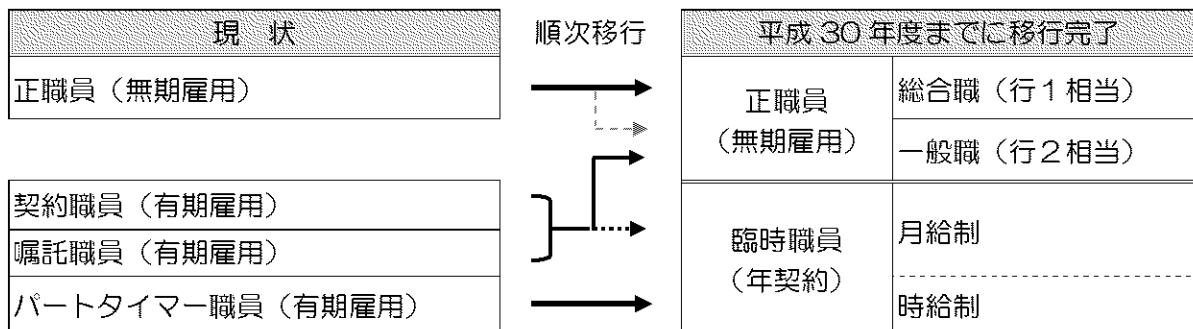 現　状
順次移行
平成 30 年度までに移行完了
正職員（無期雇用）
正職員
（無期雇用）
総合職（行１相当）
一般職（行２相当）
契約職員（有期雇用）
嘱託職員（有期雇用）
パートタイマー職員（有期雇用）
臨時職員
（年契約）
月給制
時給制